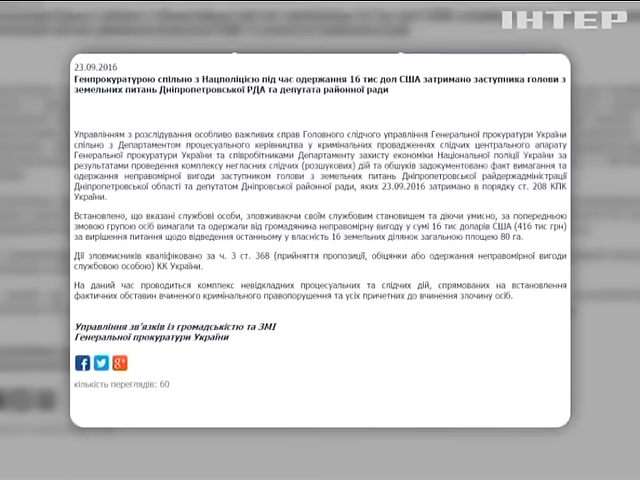 ІНТЕР
23.09.2016
Генпрокуратурою спільно з Нацполіцією під час одержання 16 тис дол США затримано заступника голови з
земельних питань Дніпропетровської РДА та депутата районної ради
Управлінням з розслідування особливо важливих справ Головного слідчого управління Генеральної прокуратури України
спільно з Департаментом процесуального керівництва у кримінальних провадженнях слідчих центрального апарату
Генеральної прокуратури України та співробітниками Департаменту захисту економіки Національної поліції України за
результатами проведення комплексу негласних слідчих (розшукових) дій та обшуків задокументовано факт вимагання та
одержання неправомірної вигоди заступником голови з земельних питань Дніпропетровської райдержадміністрації
Дніпропетровської області та депутатом Дніпровської районної ради, яких 23.09.2016 затримано в порядку ст. 208 КПК
України.
Встановлено, що вказані службові особи, зловживаючи своїм службовим становищем та діючи умисно, за попередньою
змовою групою осіб вимагали та одержали від громадянина неправомірну вигоду у сумі 16 тис доларів США (416 тис грн)
за вирішення питання щодо відведення останньому у власність 16 земельних ділянок загальною площею 80 га.
Дії зловмисників кваліфіковано за ч. 3 ст. 368 (прийняття пропозиції, обіцянки або одержання неправомірної вигоди
службовою особою) КК України.
На даний час проводиться комплекс невідкладних процесуальних та слідчих дій, спрямованих на встановлення
фактичних обставин вчиненого кримінального правопорушення та усіх причетних до вчинення злочину осіб.
Управління зв'язків із громадськістю та ЗМІ
Генеральної прокуратури України
кількість переглядів: 60